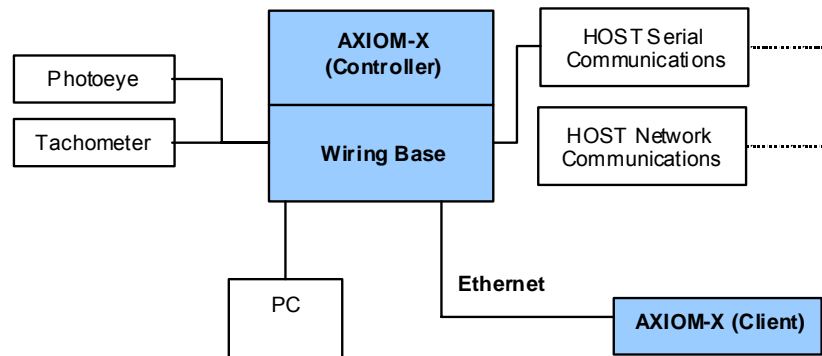 AXIOM-X
(Controller)
HOST Serial
Communications
Photoeye
Tachometer
Wiring Base
HOST Network
Communications
PC
Ethernet
AXIOM-X (Client)